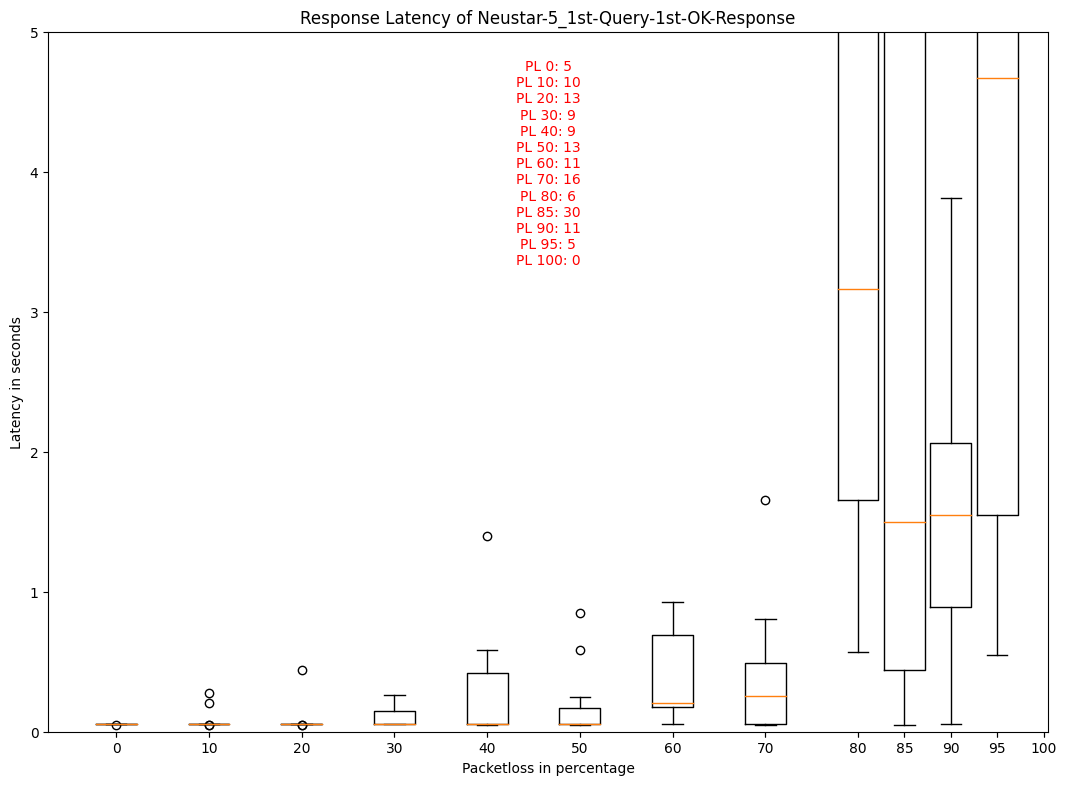 Response Latency of Neustar-5_1st-Query-1st-OK-Response
5
4
3
2
1
0
Latency in seconds
PL 0: 5
PL 10: 10
PL 20: 13
PL 30: 9
PL 40: 9
PL 50: 13
PL 60: 11
PL 70: 16
PL 80: 6
PL 85: 30
PL 90: 11
PL 95: 5
PL 100: 0
0 10 20 30 40 50 60 70 80 85 90 95 100
Packetloss in percentage